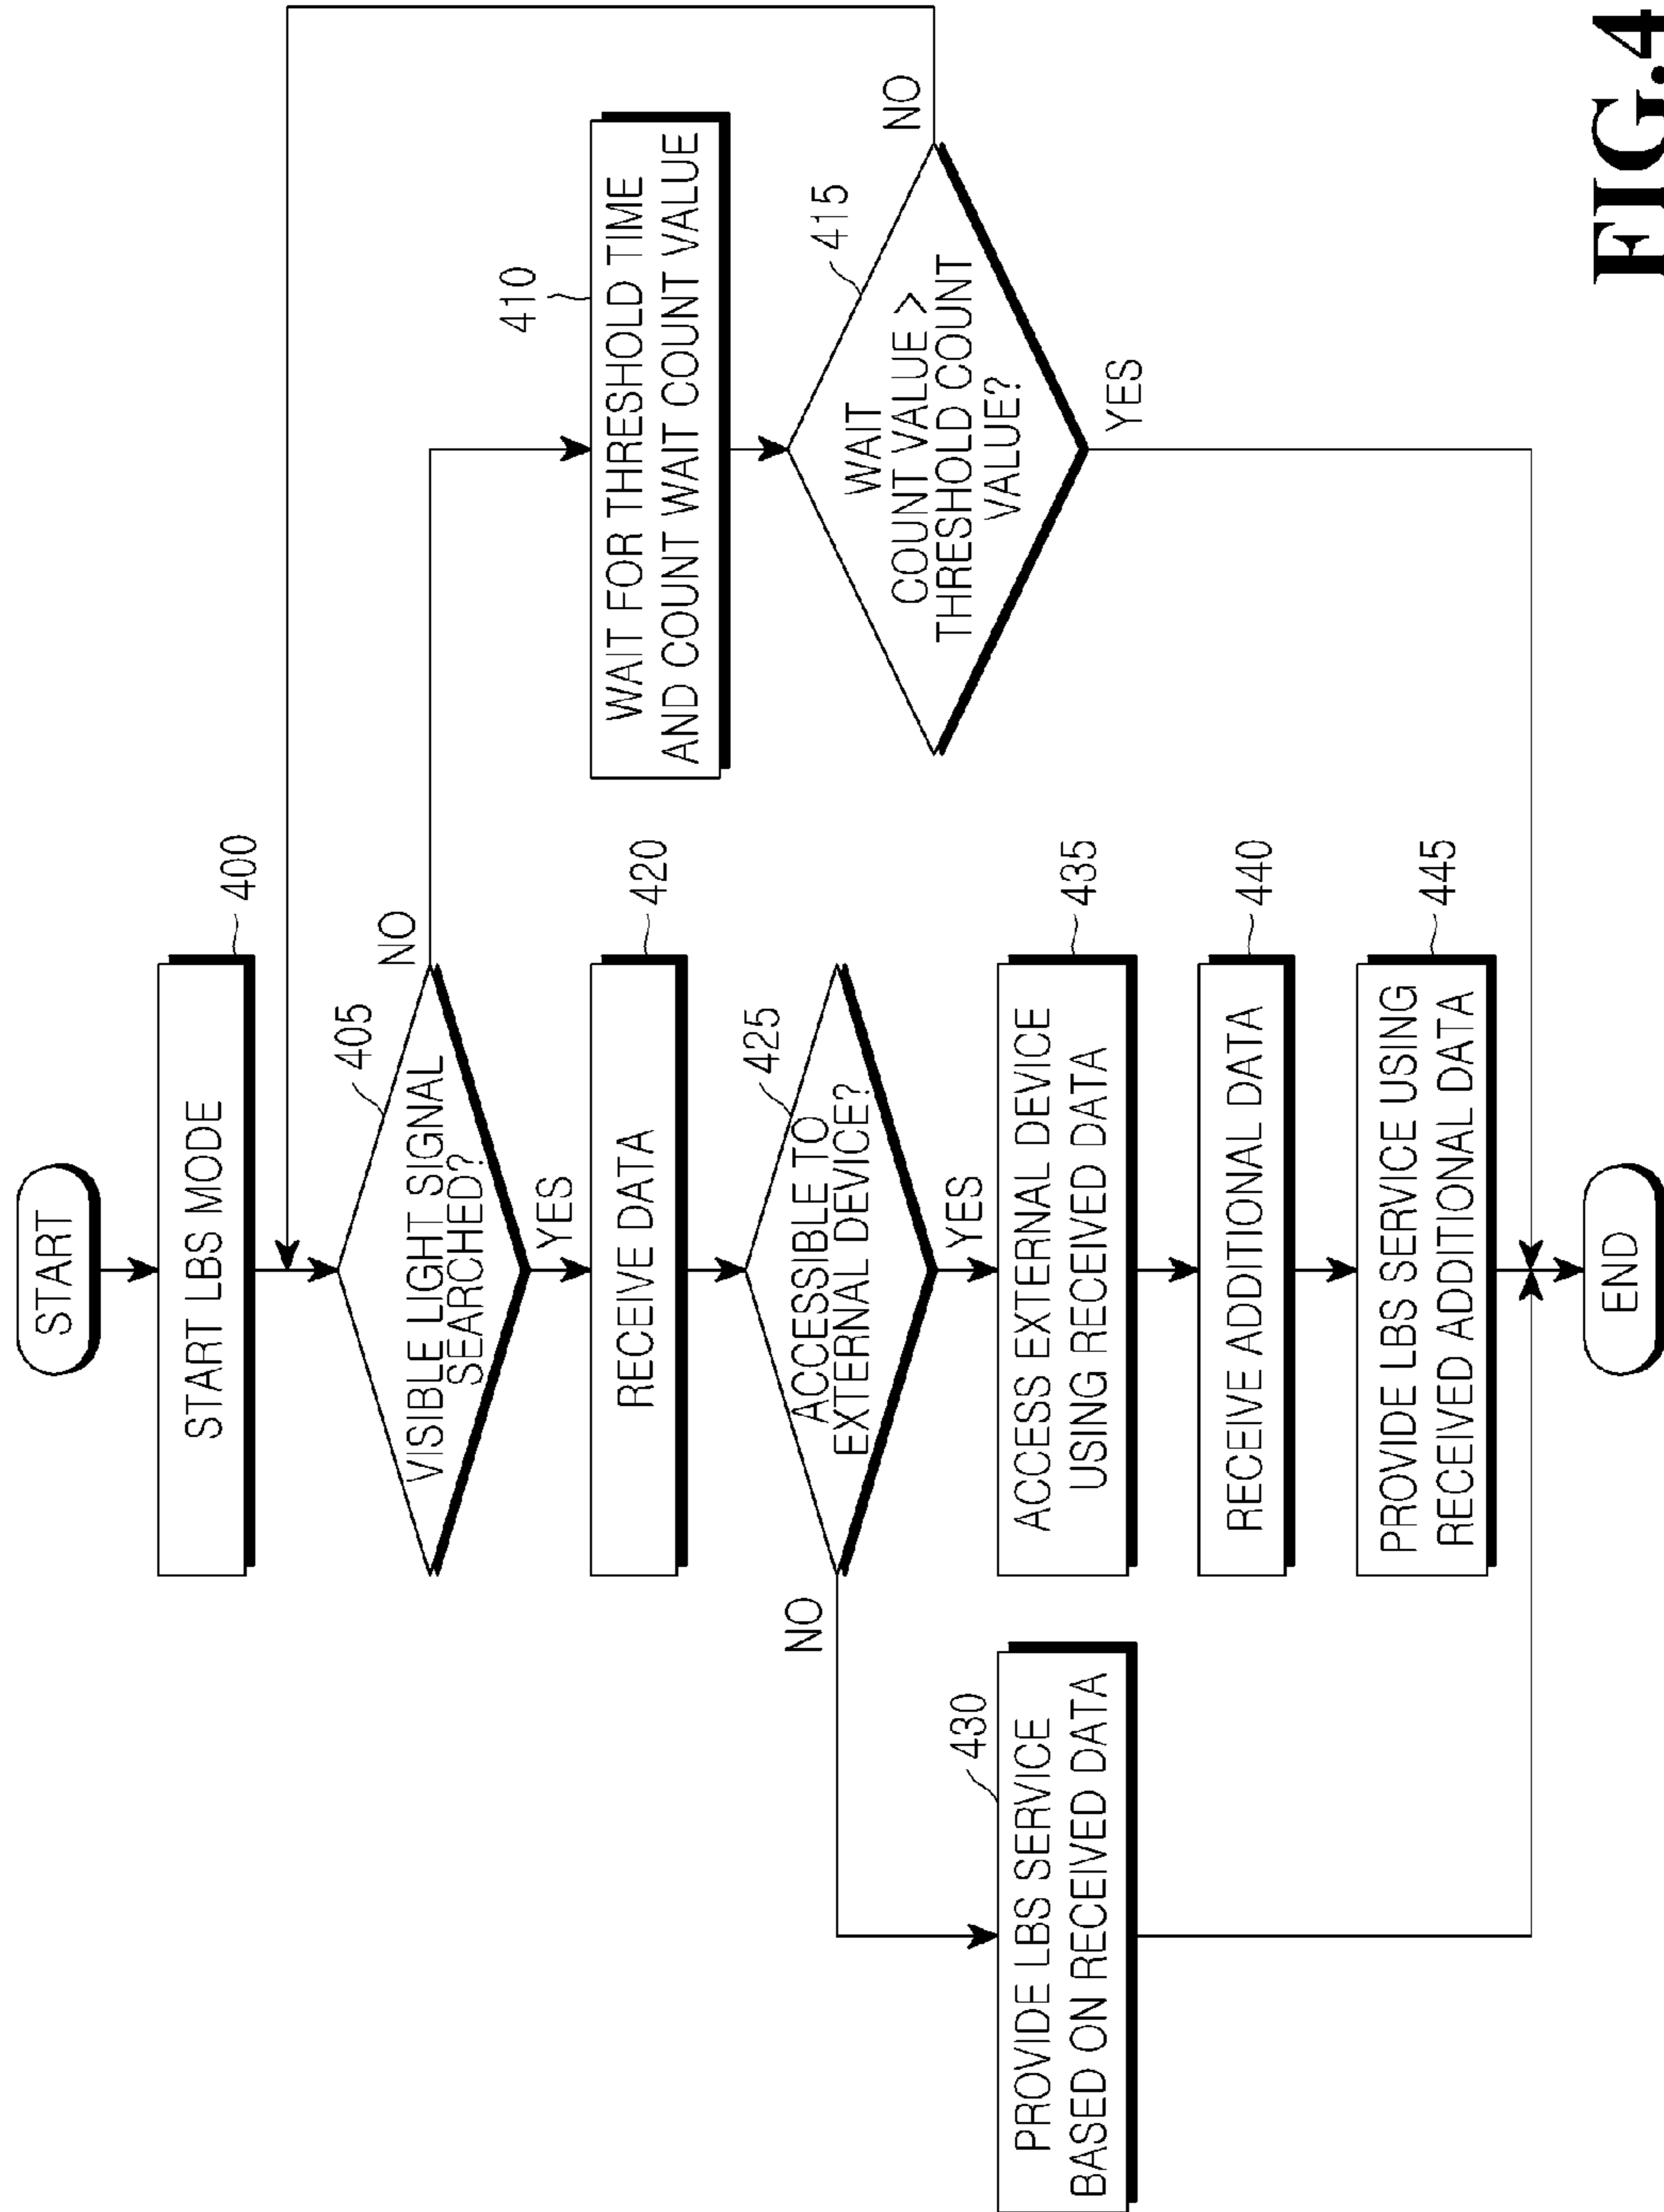 START
START LBS MODE
400
VISIBLE LIGHT SIGNAL
SEARCHED?
405
NO
YES
WAIT FOR THRESHOLD TIME
AND COUNT WAIT COUNT VALUE
410
WAIT
COUNT VALUE >
THRESHOLD COUNT
VALUE?
415
NO
YES
RECEIVE DATA
420
ACCESSIBLE TO
EXTERNAL DEVICE?
425
NO
YES
PROVIDE LBS SERVICE
BASED ON RECEIVED DATA
430
ACCESS EXTERNAL DEVICE
USING RECEIVED DATA
435
RECEIVE ADDITIONAL DATA
440
PROVIDE LBS SERVICE USING
RECEIVED ADDITIONAL DATA
445
END
FIG.4